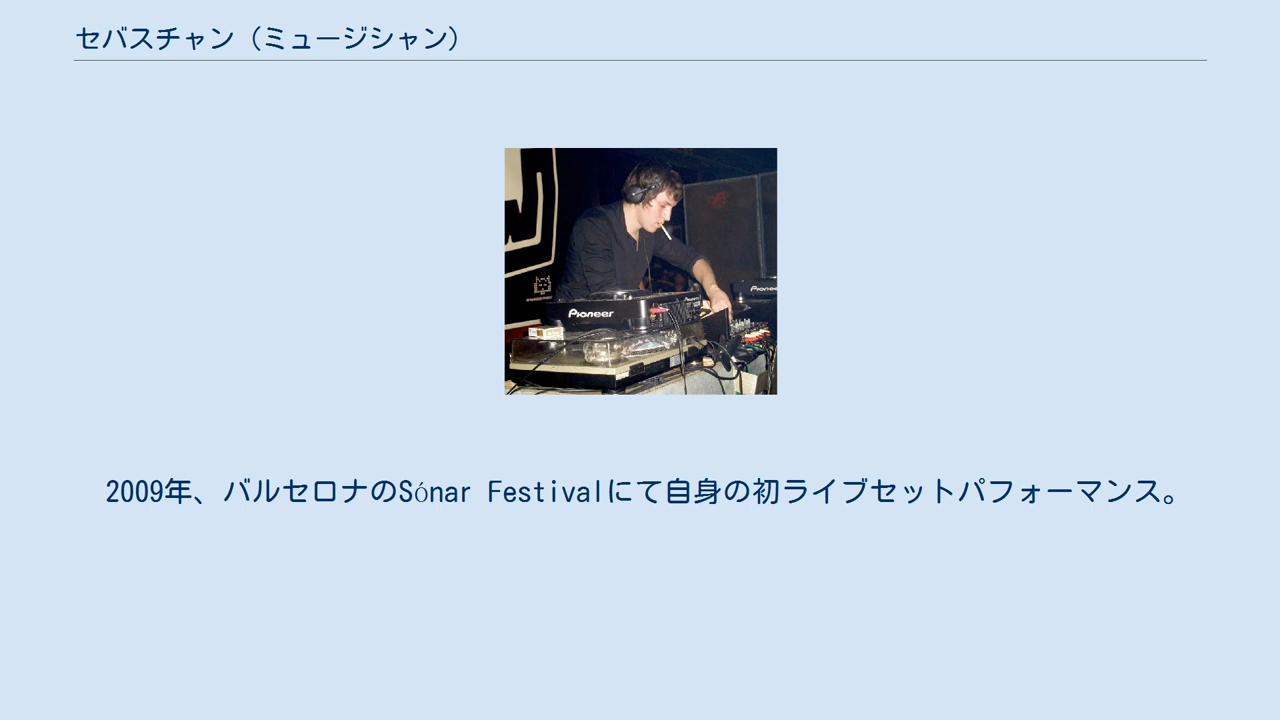 セバスチャン（ミュージシャン）
Pioneer
Pioneer
Pioneer
2009年、バルセロナのSónar Festivalにて自身の初ライブセットパフォーマンス。